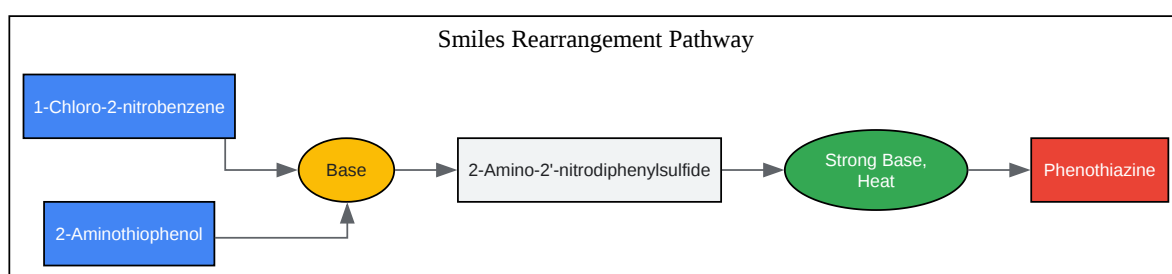 Smiles Rearrangement Pathway
1-Chloro-2-nitrobenzene
2-Aminothiophenol
Base
2-Amino-2'-nitrodiphenylsulfide
Strong Base,
Heat
Phenothiazine